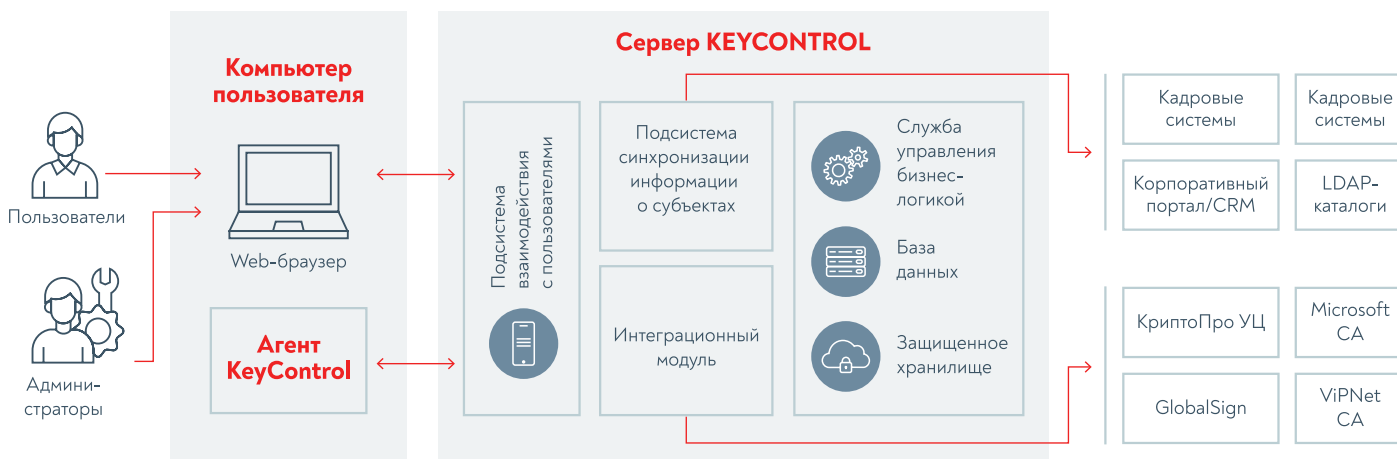 Пользователи
Админи-
страторы
Компьютер
пользователя
Web-браузер
Агент
KeyControl
Сервер KEYCONTROL
Подсистема
взаимодействия
с пользователями
Подсистема
синхронизации
информации
о субъектах
Интеграционный
модуль
Служба
управления
бизнес-
логикой
База
данных
Защищенное
хранилище
Кадровые
системы
Кадровые
системы
Корпоративный
портал/CRM
LDAP-
каталоги
КриптоПро УЦ
Microsoft
CA
GlobalSign
ViPNet
CA